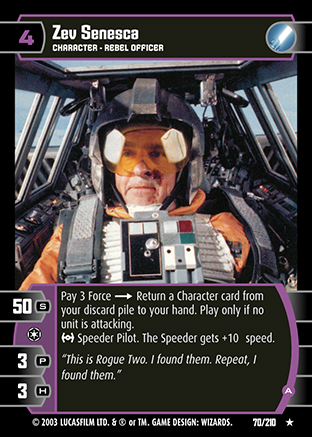 4
Zev Senesca
CHARACTER • REBEL OFFICER
50 S
3 P
3 H
Pay 3 Force → Return a Character card from
your discard pile to your hand. Play only if no
unit is attacking.
Speeder Pilot. The Speeder gets +10 speed.
"This is Rogue Two. I found them. Repeat, I
found them."
A
© 2003 LUCASFILM LTD. & ® or TM. GAME DESIGN: WIZARDS.
70/210 ★